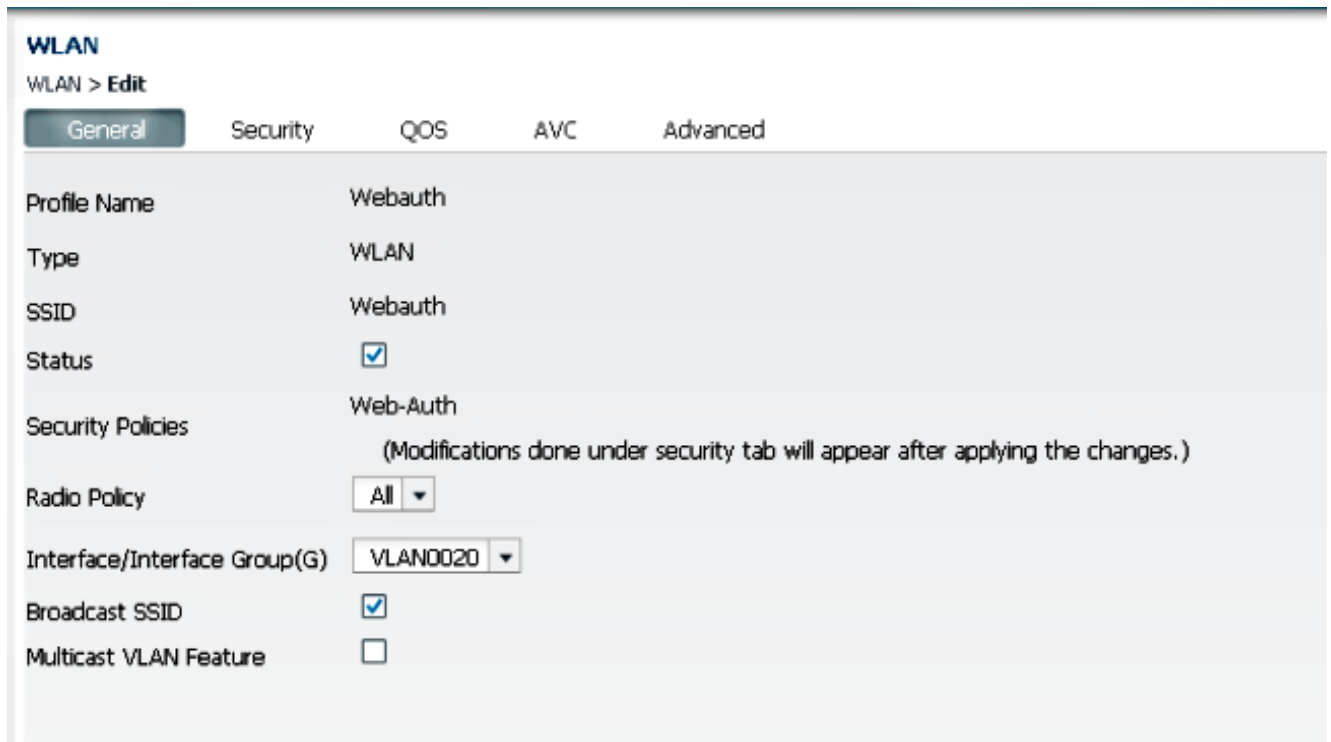 WLAN
WLAN > Edit
General Security QOS AVC Advanced
Profile Name Webauth
Type WLAN
SSID Webauth
Status
Security Policies Web-Auth
(Modifications done under security tab will appear after applying the changes.)
Radio Policy All
Interface/Interface Group(G) VLAN0020
Broadcast SSID
Multicast VLAN Feature